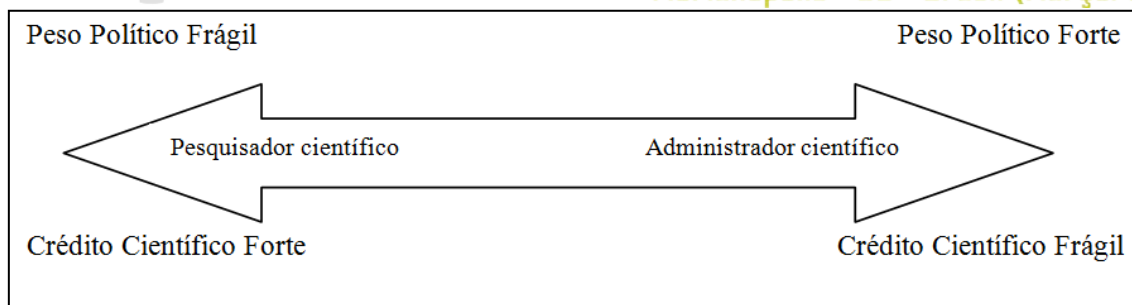 Peso Político Frágil Peso Político Forte
Pesquisador científico Administrador científico
Crédito Científico Forte Crédito Científico Frágil